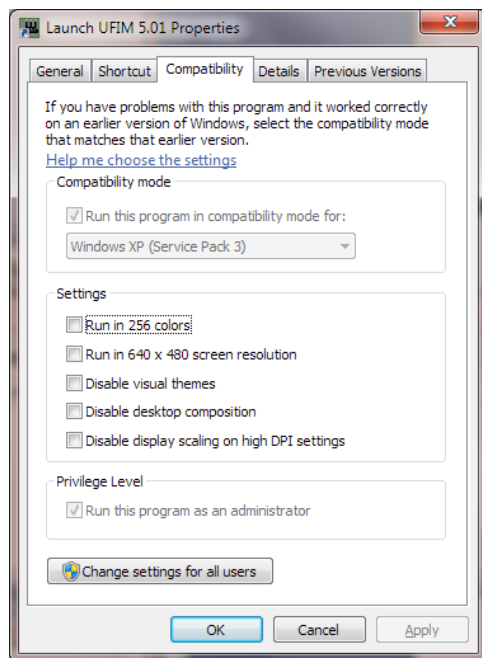 Launch UFIM 5.01 Properties
General Shortcut Compatibility Details Previous Versions
If you have problems with this program and it worked correctly
on an earlier version of Windows, select the compatibility mode
that matches that earlier version.
Help me choose the settings
Compatibility mode
Run this program in compatibility mode for:
Windows XP (Service Pack 3)
Settings
Run in 256 colors
Run in 640 x 480 screen resolution
Disable visual themes
Disable desktop composition
Disable display scaling on high DPI settings
Privilege Level
Run this program as an administrator
Change settings for all users
OK Cancel Apply